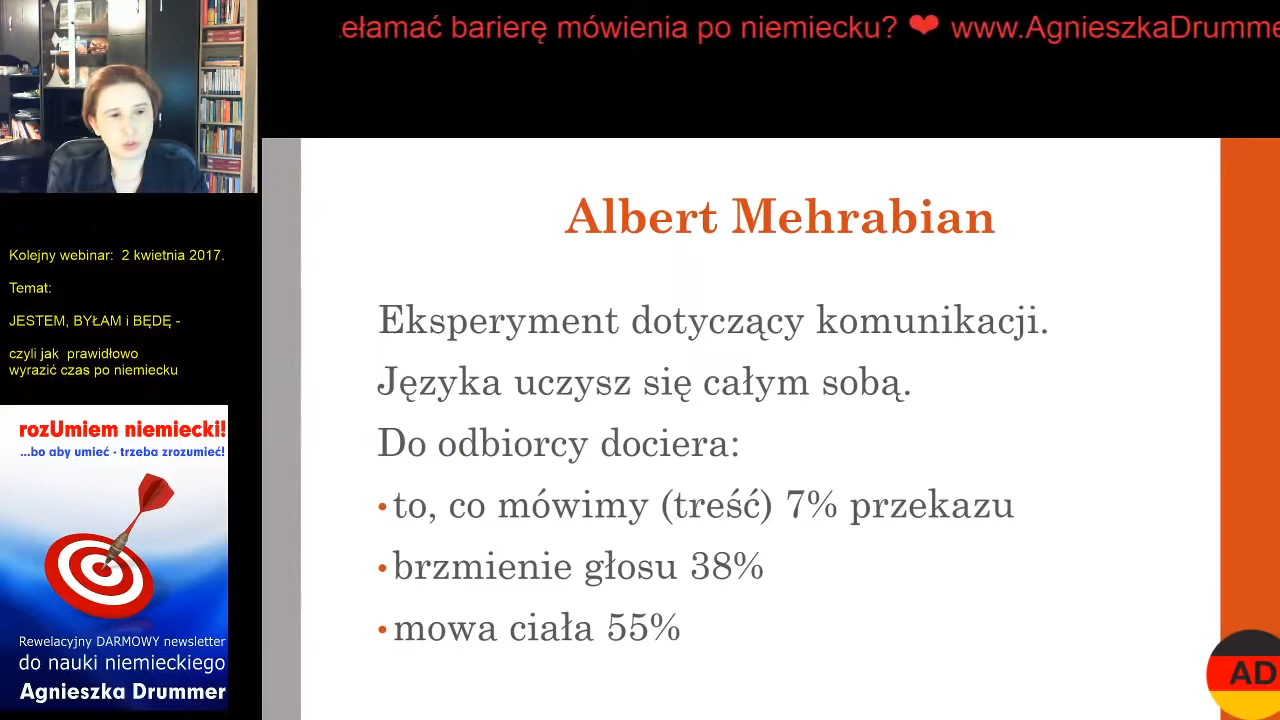 ełamać barierę mówienia po niemiecku? ❤ www.AgnieszkaDrumme
Albert Mehrabian
Eksperyment dotyczący komunikacji.
Języka uczysz się całym sobą.
Do odbiorcy dociera:
•to, co mówimy (treść) 7% przekazu
•brzmienie głosu 38%
•mowa ciała 55%
Kolejny webinar: 2 kwietnia 2017.
Temat:
JESTEM, BYŁAM i BĘDĘ -
czyli jak prawidłowo
wyrazić czas po niemiecku
rozUmiem niemiecki!
...bo aby umieć - trzeba zrozumieć!
Rewelacyjny DARMOWY newsletter
do nauki niemieckiego
Agnieszka Drummer
AD